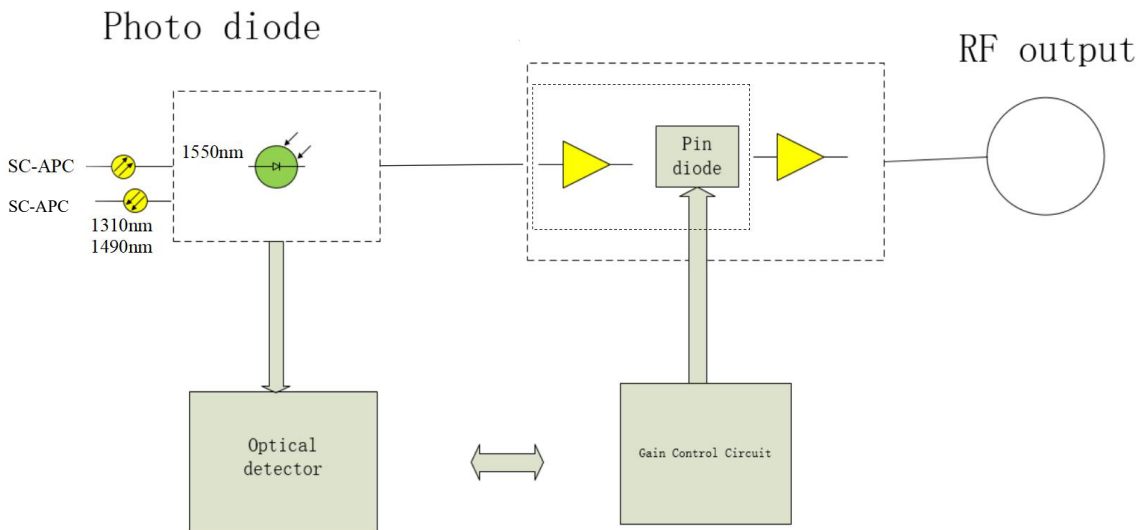 Photo diode
RF output
1550nm
SC-APC
SC-APC
1310nm
1490nm
Pin
diode
Optical
detector
Gain Control Circuit